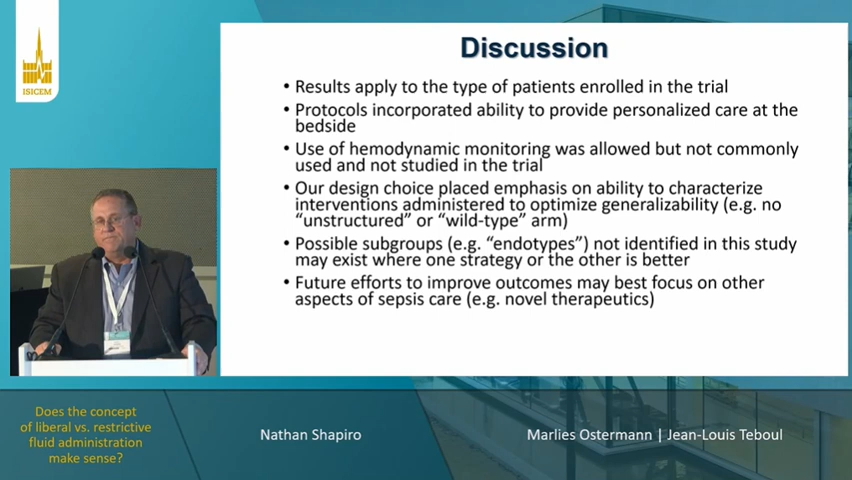 ISICEM
Discussion
• Results apply to the type of patients enrolled in the trial
• Protocols incorporated ability to provide personalized care at the
bedside
• Use of hemodynamic monitoring was allowed but not commonly
used and not studied in the trial
• Our design choice placed emphasis on ability to characterize
interventions administered to optimize generalizability (e.g. no
“unstructured” or “wild-type” arm)
• Possible subgroups (e.g. “endotypes”) not identified in this study
may exist where one strategy or the other is better
• Future efforts to improve outcomes may best focus on other
aspects of sepsis care (e.g. novel therapeutics)
Does the concept
of liberal vs. restrictive
fluid administration
make sense?
Nathan Shapiro
Marlies Ostermann | Jean-Louis Teboul